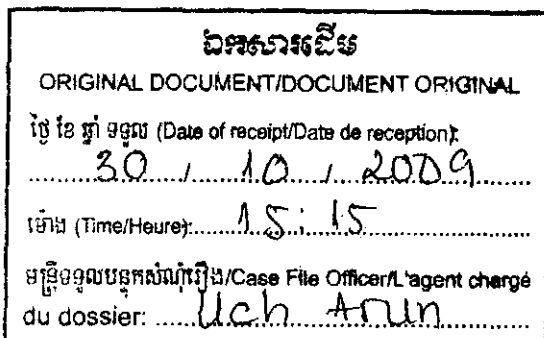 ឯកសារដើម
ORIGINAL DOCUMENT/DOCUMENT ORIGINAL
ថ្ងៃ ខែ ឆ្នាំ ទទួល (Date of receipt/Date de reception):
30 / 10 / 2009
ម៉ោង (Time/Heure): 15:15
មន្ត្រីទទួលបន្ទុកសំណុំរឿង/Case File Officer/L'agent chargé
du dossier: Uch Arun